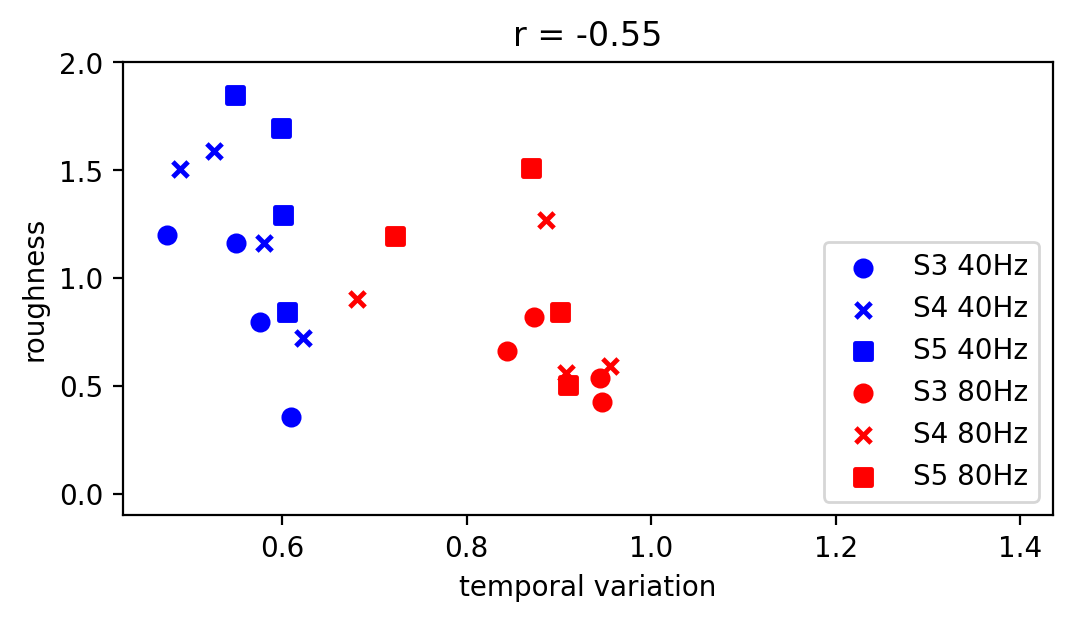 r = -0.55
2.0
1.5
1.0
0.5
0.0
roughness
0.6 0.8 1.0 1.2 1.4
temporal variation
S3 40Hz
S4 40Hz
S5 40Hz
S3 80Hz
S4 80Hz
S5 80Hz